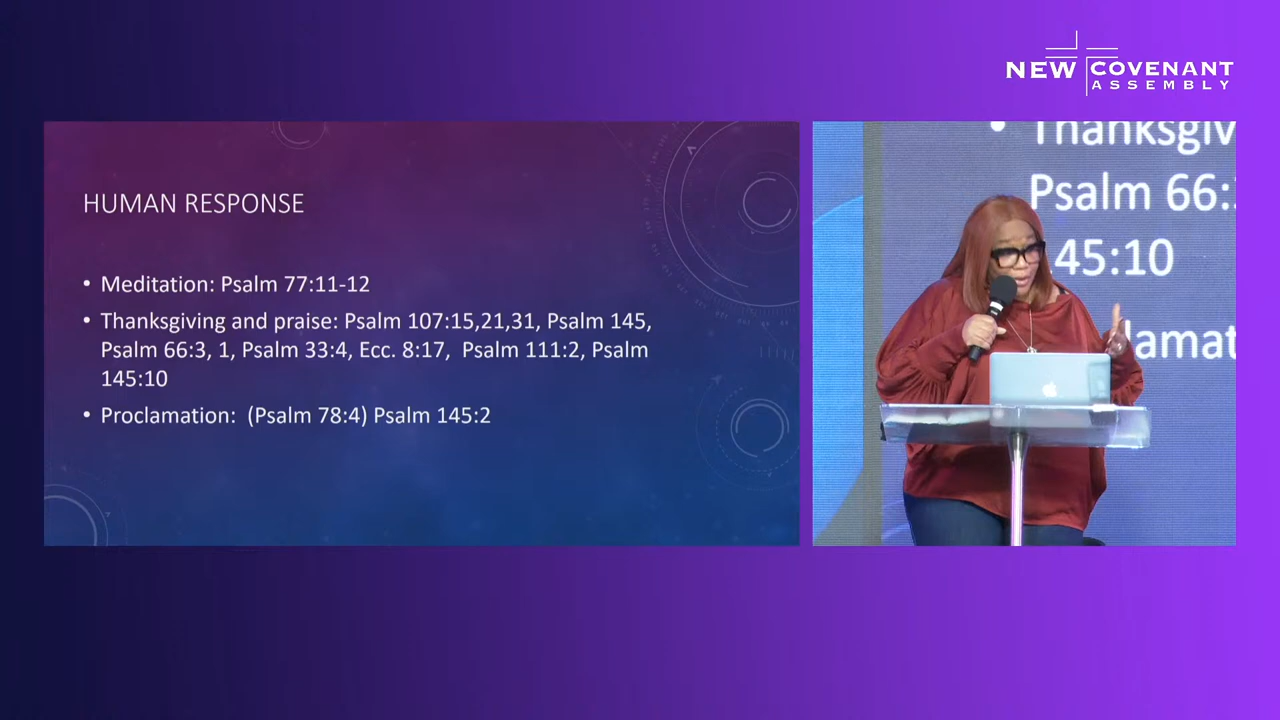 NEW COVENANT
ASSEMBLY
HUMAN RESPONSE
• Meditation: Psalm 77:11-12
• Thanksgiving and praise: Psalm 107:15,21,31, Psalm 145,
Psalm 66:3, 1, Psalm 33:4, Ecc. 8:17, Psalm 111:2, Psalm
145:10
• Proclamation: (Psalm 78:4) Psalm 145:2
• Thanksgiv
Psalm 66:
45:10
lamat